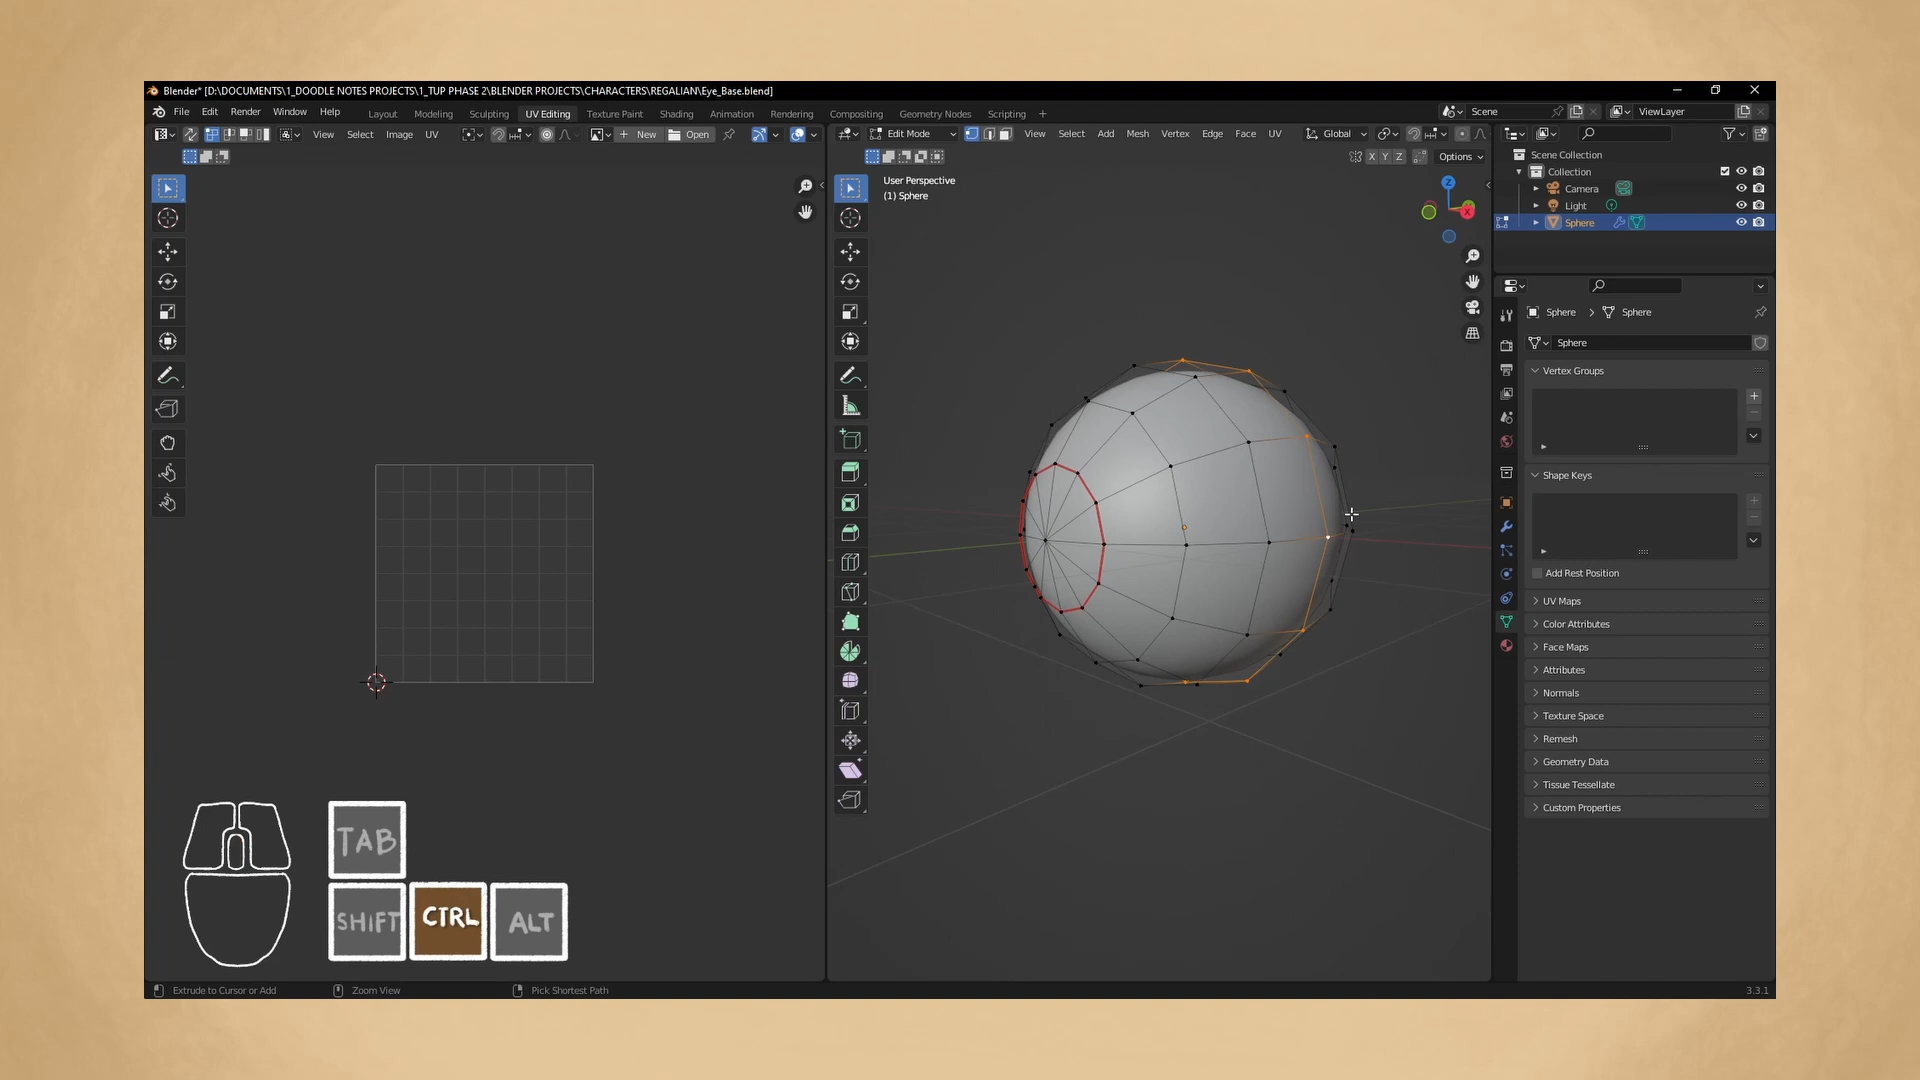 Blender* [D:\DOCUMENTS\1_DOODLE NOTES PROJECTS\1_TUP PHASE 2\BLENDER PROJECTS\CHARACTERS\REGALIAN\Eye_Base.blend]
File Edit Render Window Help Layout Modeling Sculpting UV Editing Texture Paint Shading Animation Rendering Compositing Geometry Nodes Scripting + Scene ViewLayer
View Select Image UV New Open Edit Mode View Select Add Mesh Vertex Edge Face UV Global
X Y Z Options
User Perspective
(1) Sphere
Z
X
Scene Collection
Collection
Camera
Light
Sphere
Sphere > Sphere
Sphere
Vertex Groups
Shape Keys
Add Rest Position
UV Maps
Color Attributes
Face Maps
Attributes
Normals
Texture Space
Remesh
Geometry Data
Tissue Tessellate
Custom Properties
TAB
SHIFT CTRL ALT
Extrude to Cursor or Add Zoom View Pick Shortest Path 3.3.1